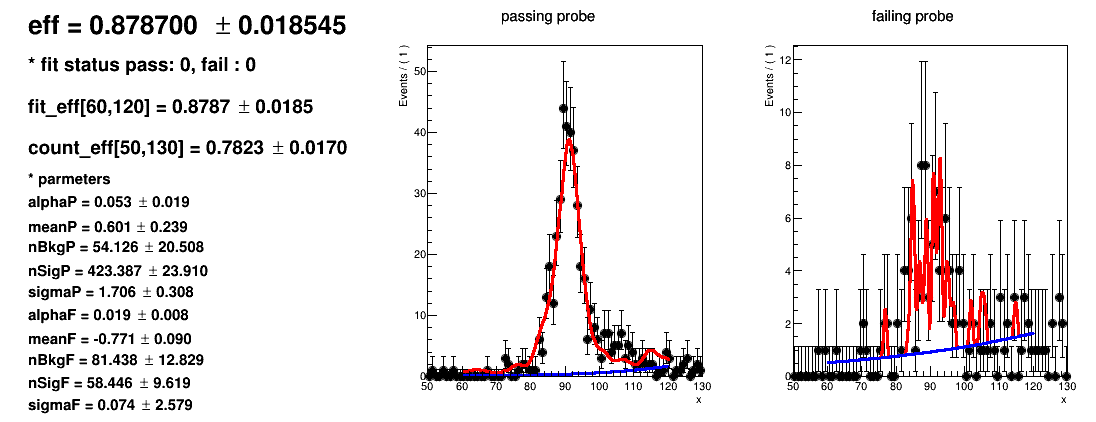 eff = 0.878700 ± 0.018545
* fit status pass: 0, fail : 0
fit_eff[60,120] = 0.8787 ± 0.0185
count_eff[50,130] = 0.7823 ± 0.0170
* parmeters
alphaP = 0.053 ± 0.019
meanP = 0.601 ± 0.239
nBkgP = 54.126 ± 20.508
nSigP = 423.387 ± 23.910
sigmaP = 1.706 ± 0.308
alphaF = 0.019 ± 0.008
meanF = -0.771 ± 0.090
nBkgF = 81.438 ± 12.829
nSigF = 58.446 ± 9.619
sigmaF = 0.074 ± 2.579
passing probe
Events / ( 1 )
50
40
30
20
10
0
50 60 70 80 90 100 110 120 130
x
failing probe
Events / ( 1 )
12
10
8
6
4
2
0
50 60 70 80 90 100 110 120 130
x